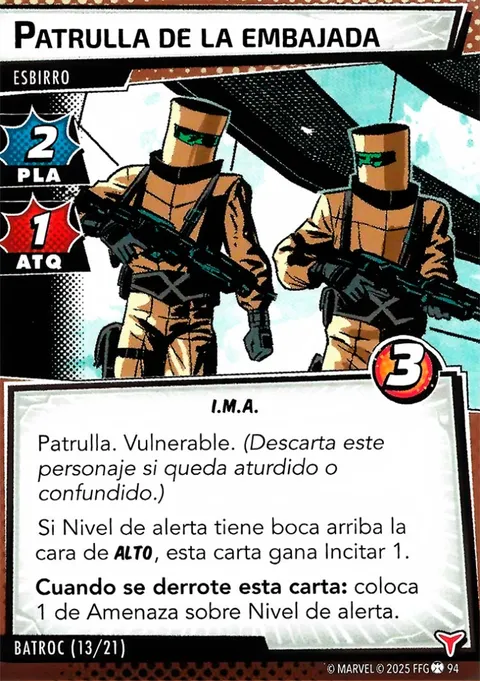 PATRULLA DE LA EMBAJADA
ESBIRRO
2
PLA
1
ATQ
3
I.M.A.
Patrulla. Vulnerable. (Descarta este
personaje si queda aturdido o
confundido.)
Si Nivel de alerta tiene boca arriba la
cara de ALTO, esta carta gana Incitar 1.
Cuando se derrote esta carta: coloca
1 de Amenaza sobre Nivel de alerta.
BATROC (13/21)
© MARVEL © 2025 FFG 94